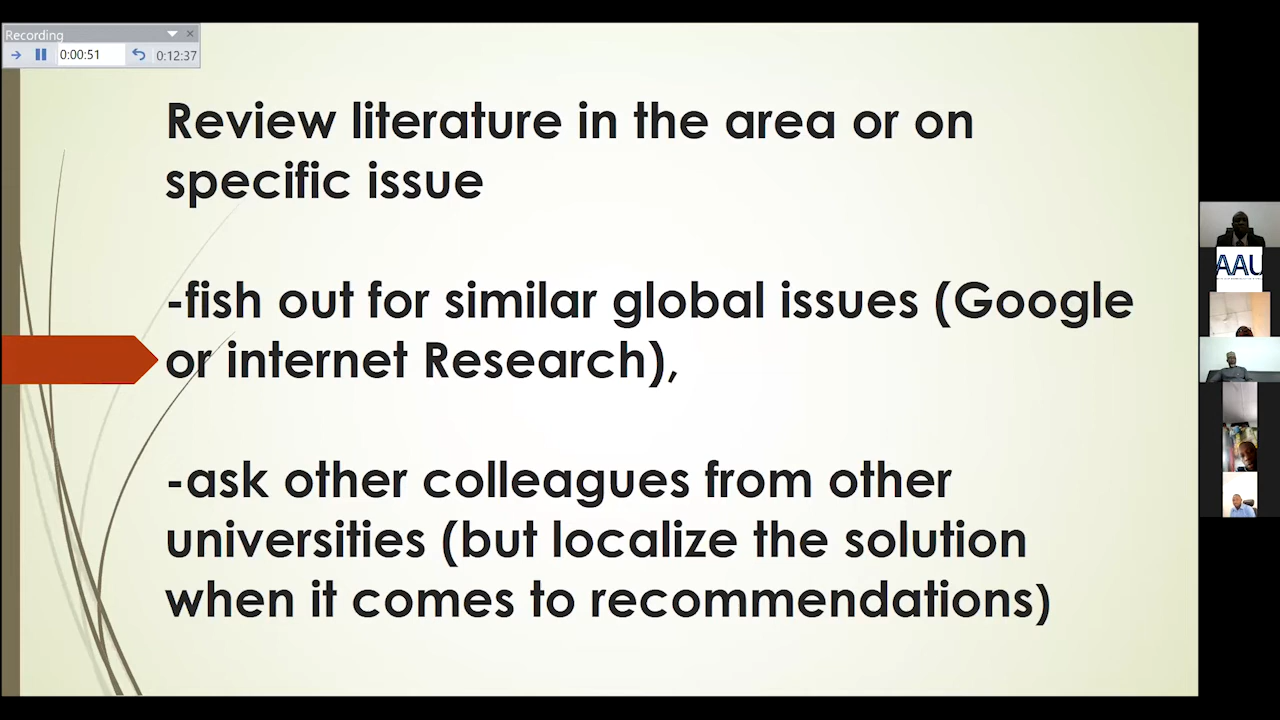 Recording
0:00:51
0:12:37
Review literature in the area or on
specific issue
-fish out for similar global issues (Google
or internet Research),
-ask other colleagues from other
universities (but localize the solution
when it comes to recommendations)
AAU